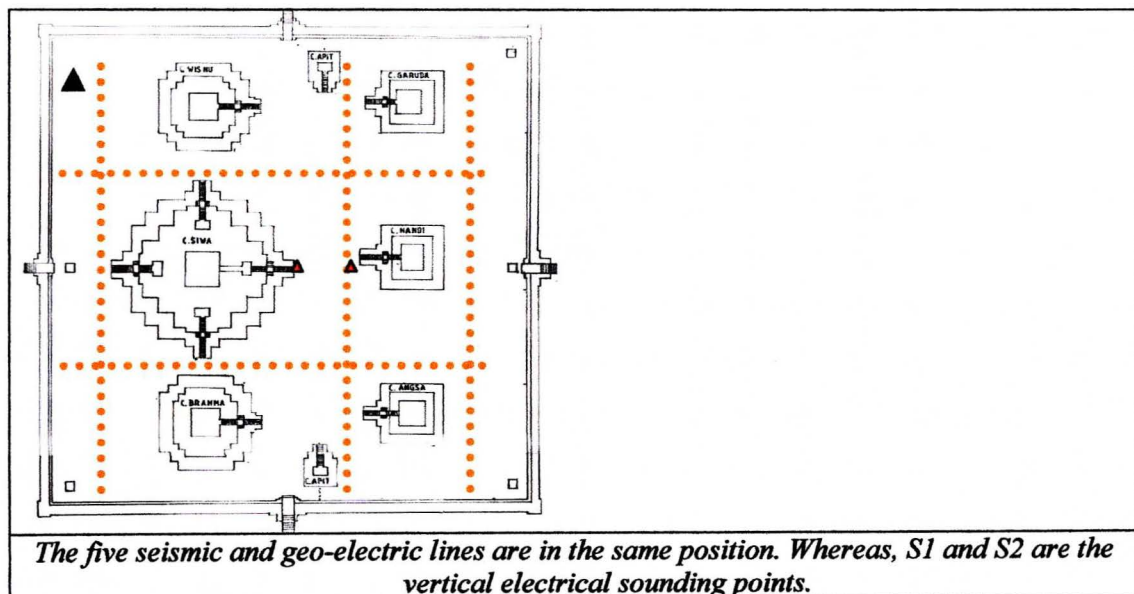 C.WISHU
C.APIT
C.GARUDA
C.SIWA
C.NANDI
C.BRAHMA
C.ANGSA
C.APIT
The five seismic and geo-electric lines are in the same position. Whereas, S1 and S2 are the
vertical electrical sounding points.